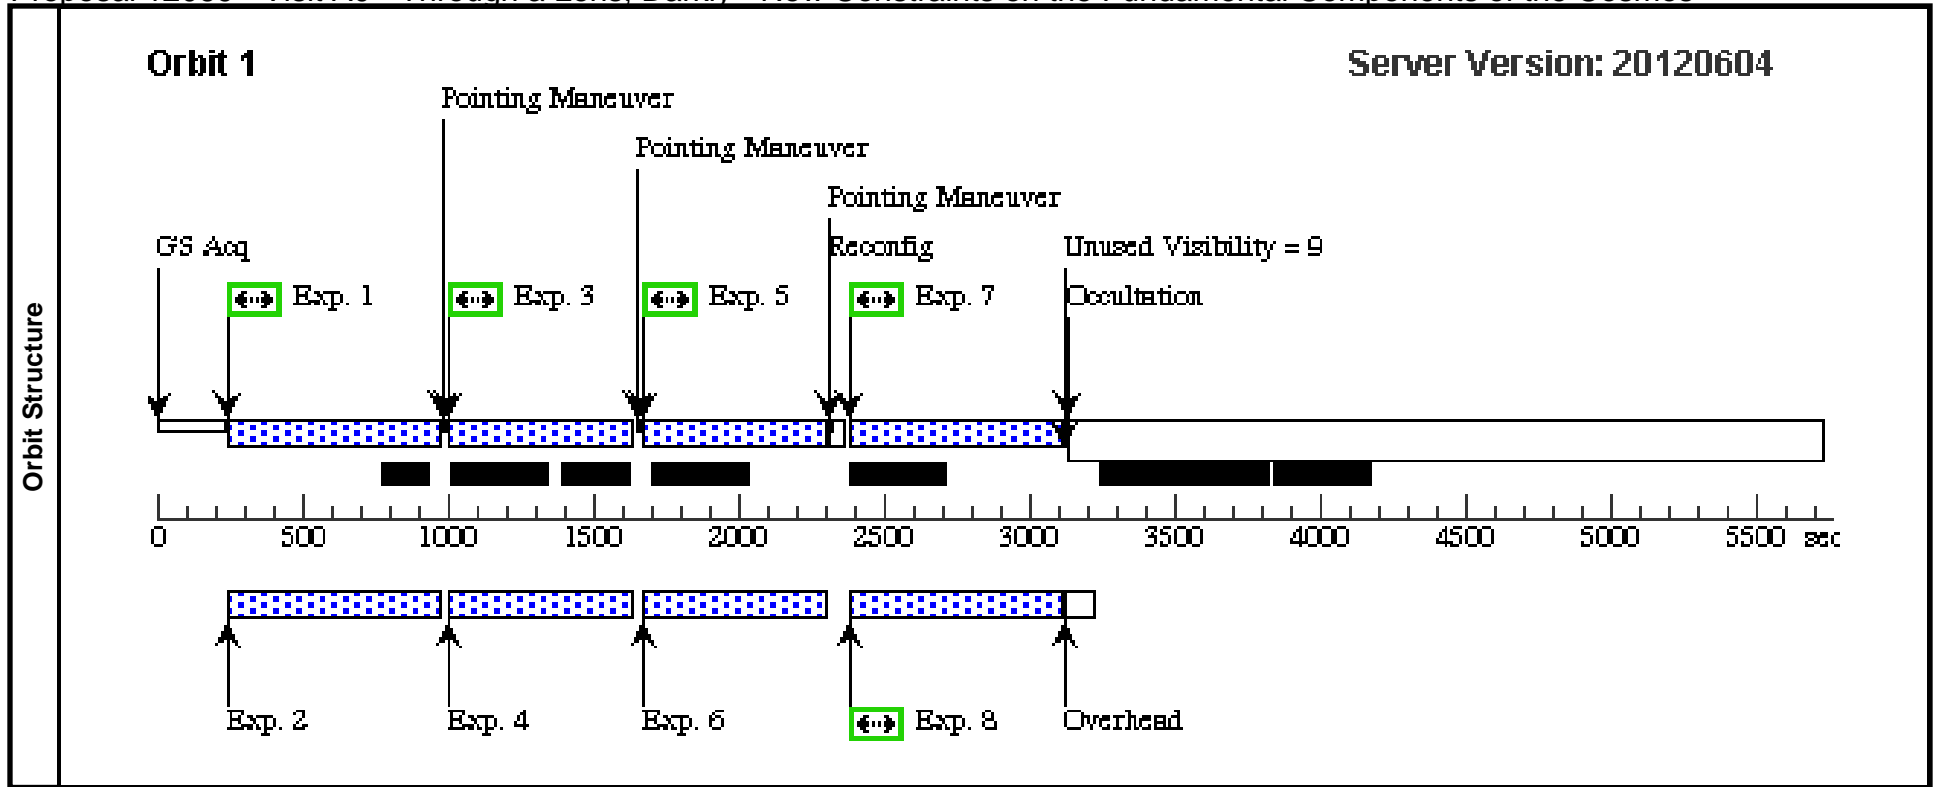 Orbit 1
Server Version: 20120604
Pointing Maneuver
Pointing Maneuver
Pointing Maneuver
GS Acq
Reconfig
Unused Visibility = 9
Exp. 1
Exp. 3
Exp. 5
Exp. 7
Occultation
Orbit Structure
0
500
1000
1500
2000
2500
3000
3500
4000
4500
5000
5500
sec
Exp. 2
Exp. 4
Exp. 6
Exp. 8
Overhead